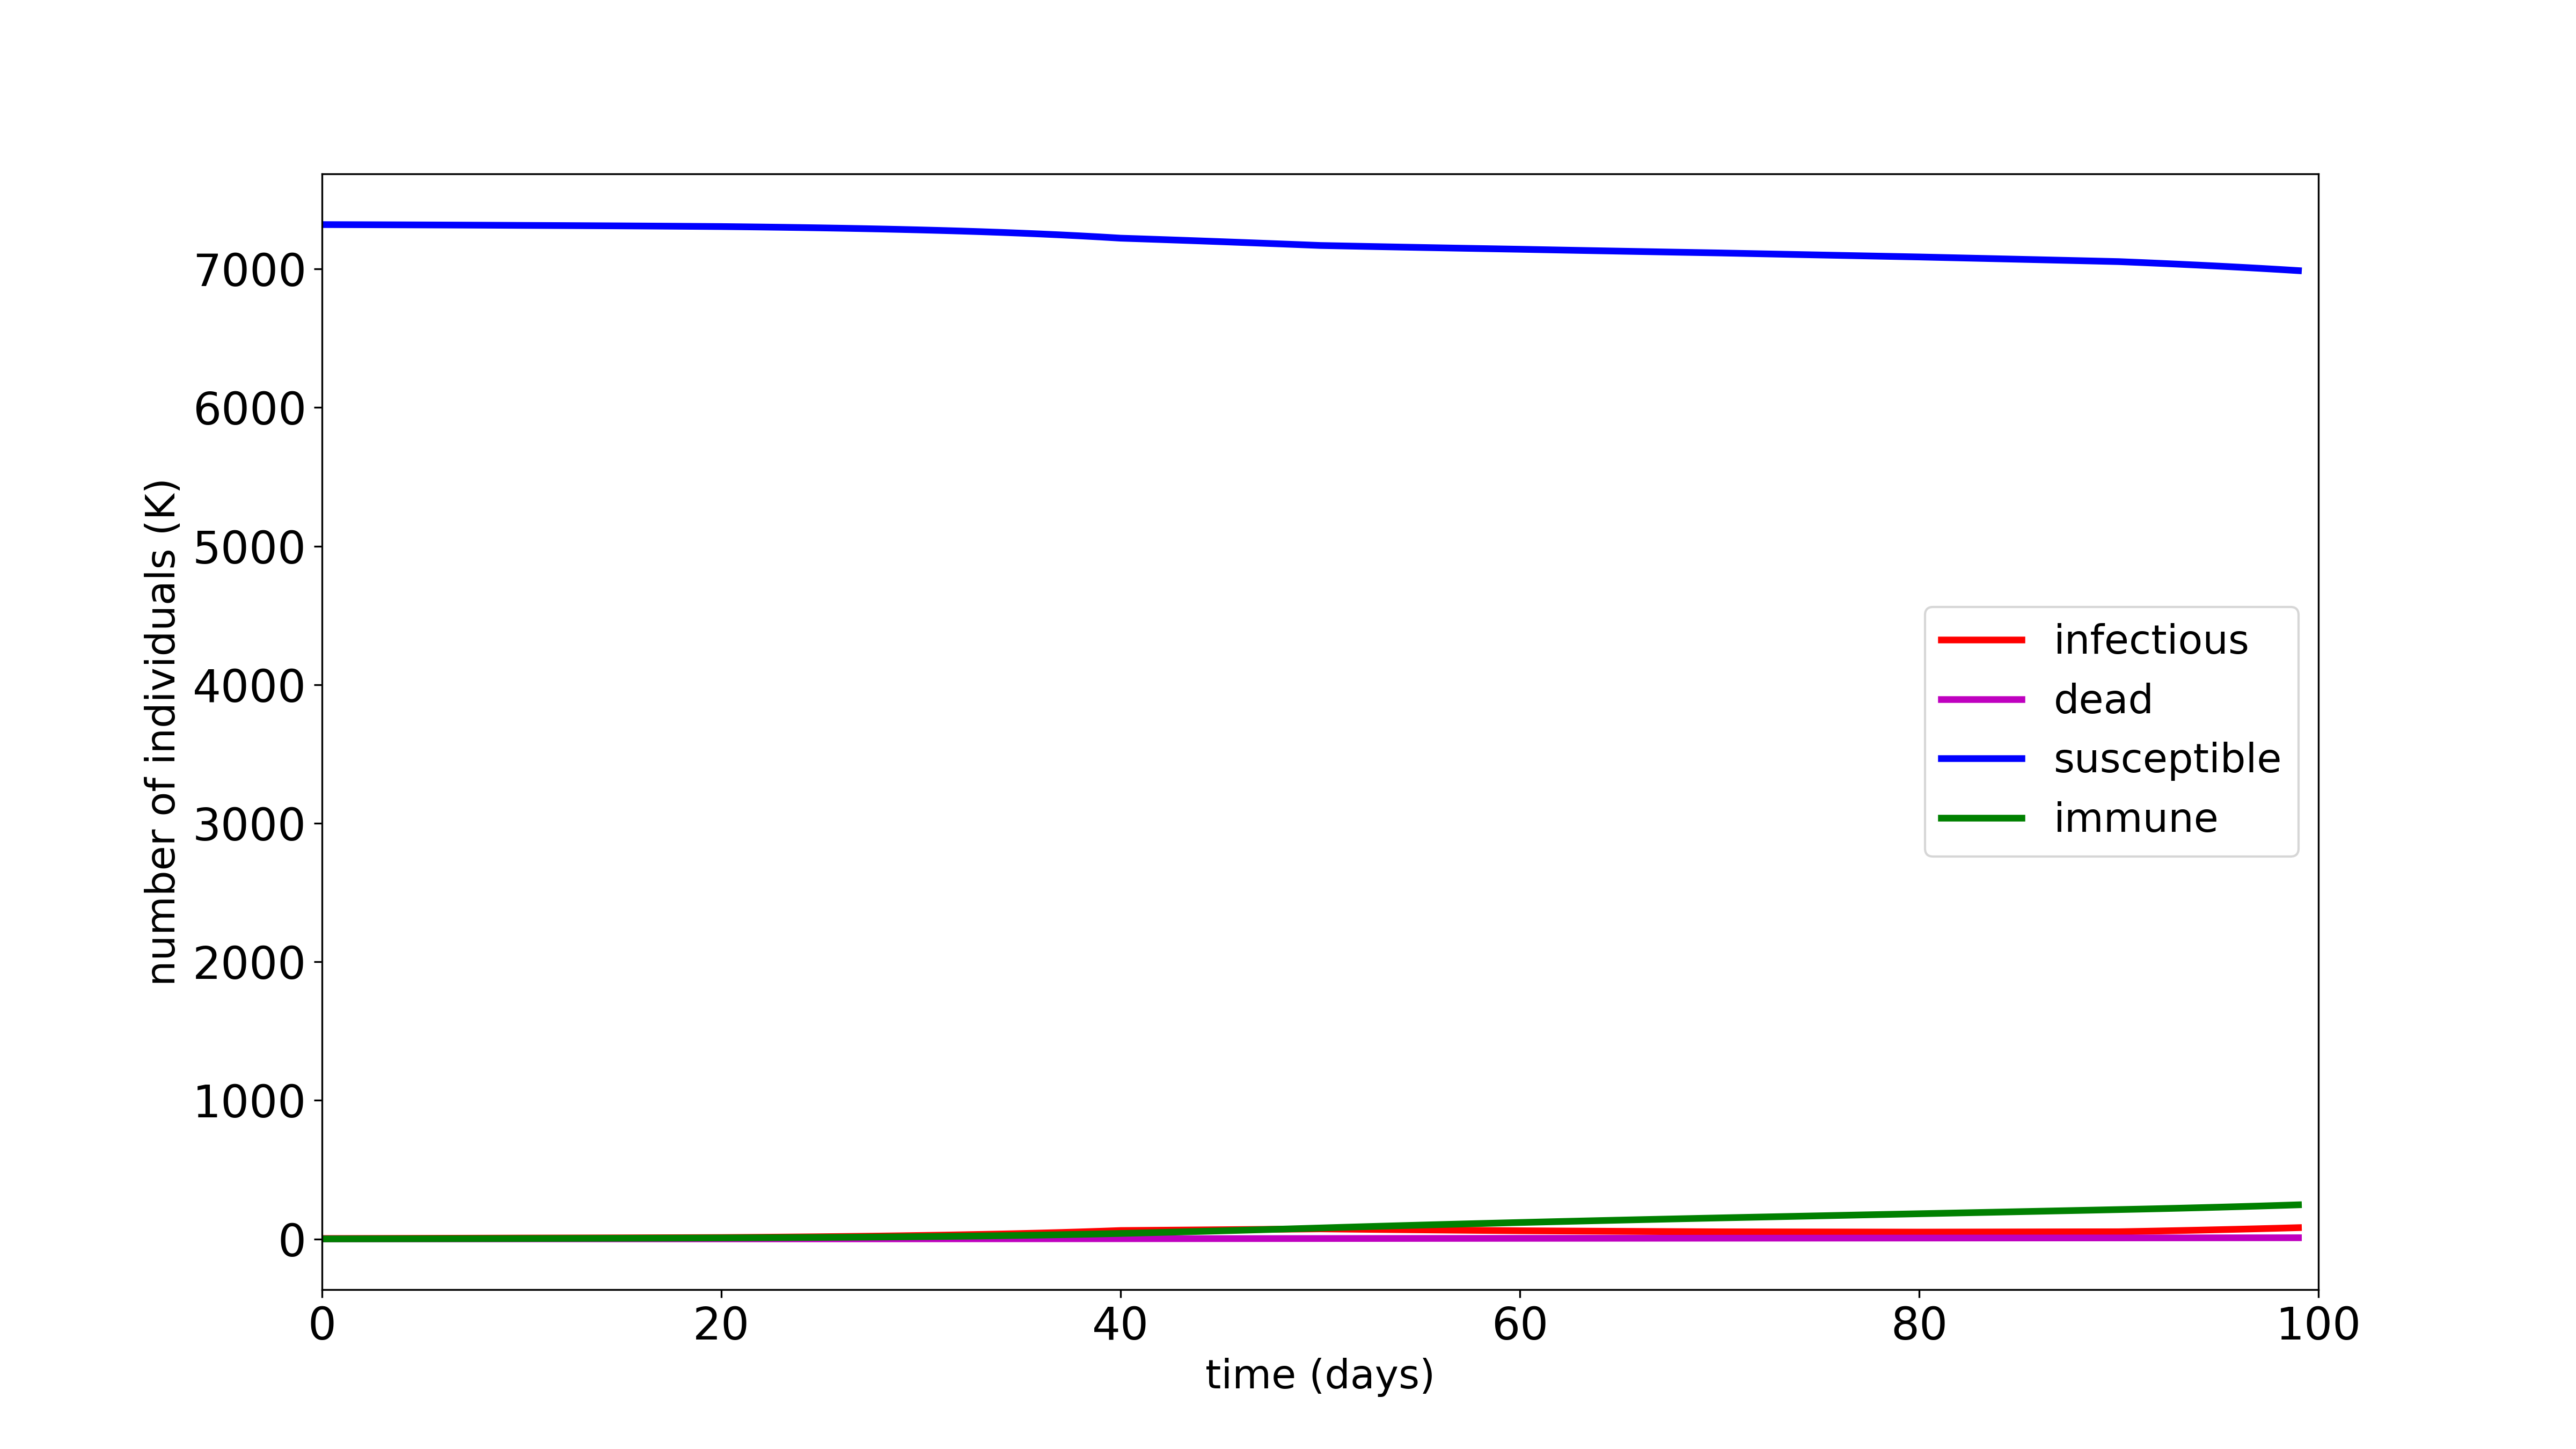 7000
6000
5000
4000
3000
2000
1000
0
number of individuals (K)
infectious
dead
susceptible
immune
0 20 40 60 80 100
time (days)